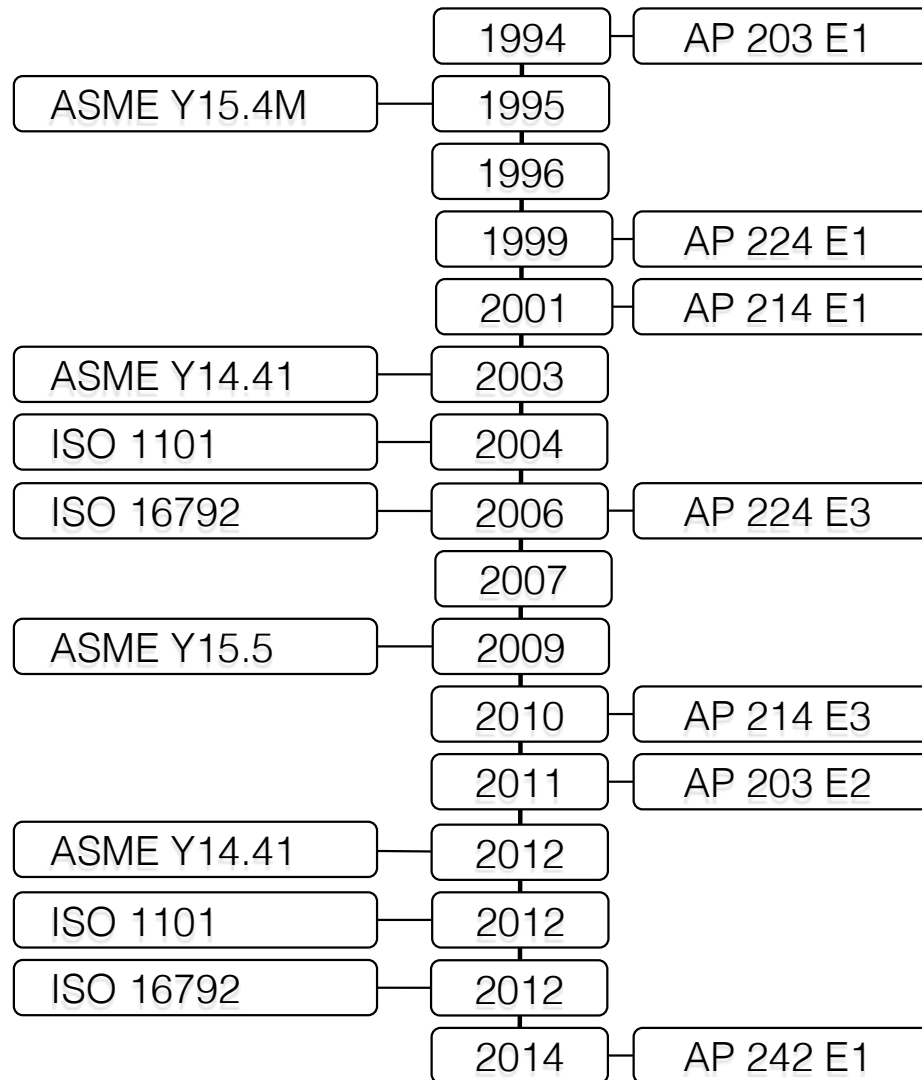 1994 AP 203 E1
ASME Y15.4M 1995
1996
1999 AP 224 E1
2001 AP 214 E1
ASME Y14.41 2003
ISO 1101 2004
ISO 16792 2006 AP 224 E3
2007
ASME Y15.5 2009
2010 AP 214 E3
2011 AP 203 E2
ASME Y14.41 2012
ISO 1101 2012
ISO 16792 2012
2014 AP 242 E1